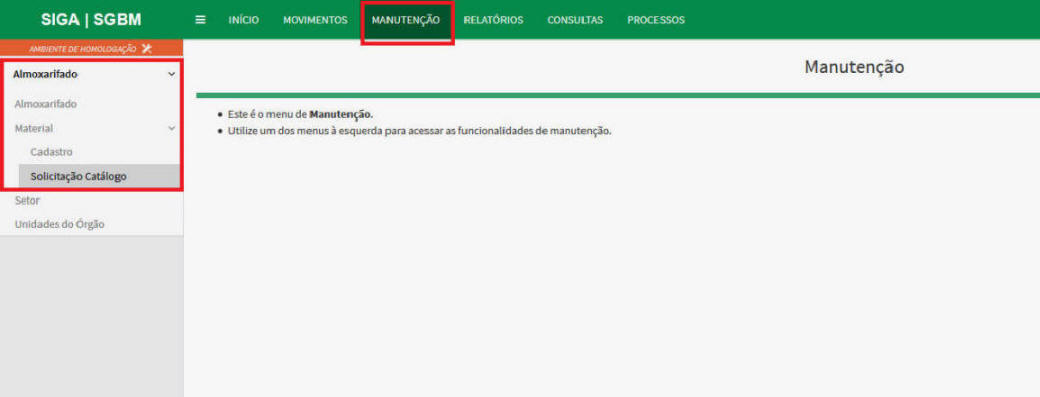 SIGA | SGBM
INÍCIO MOVIMENTOS MANUTENÇÃO RELATÓRIOS CONSULTAS PROCESSOS
AMBIENTE DE HOMOLOGAÇÃO
Almoxarifado
Almoxarifado
Material
Cadastro
Solicitação Catálogo
Setor
Unidades do Órgão
Manutenção
• Este é o menu de Manutenção.
• Utilize um dos menus à esquerda para acessar as funcionalidades de manutenção.